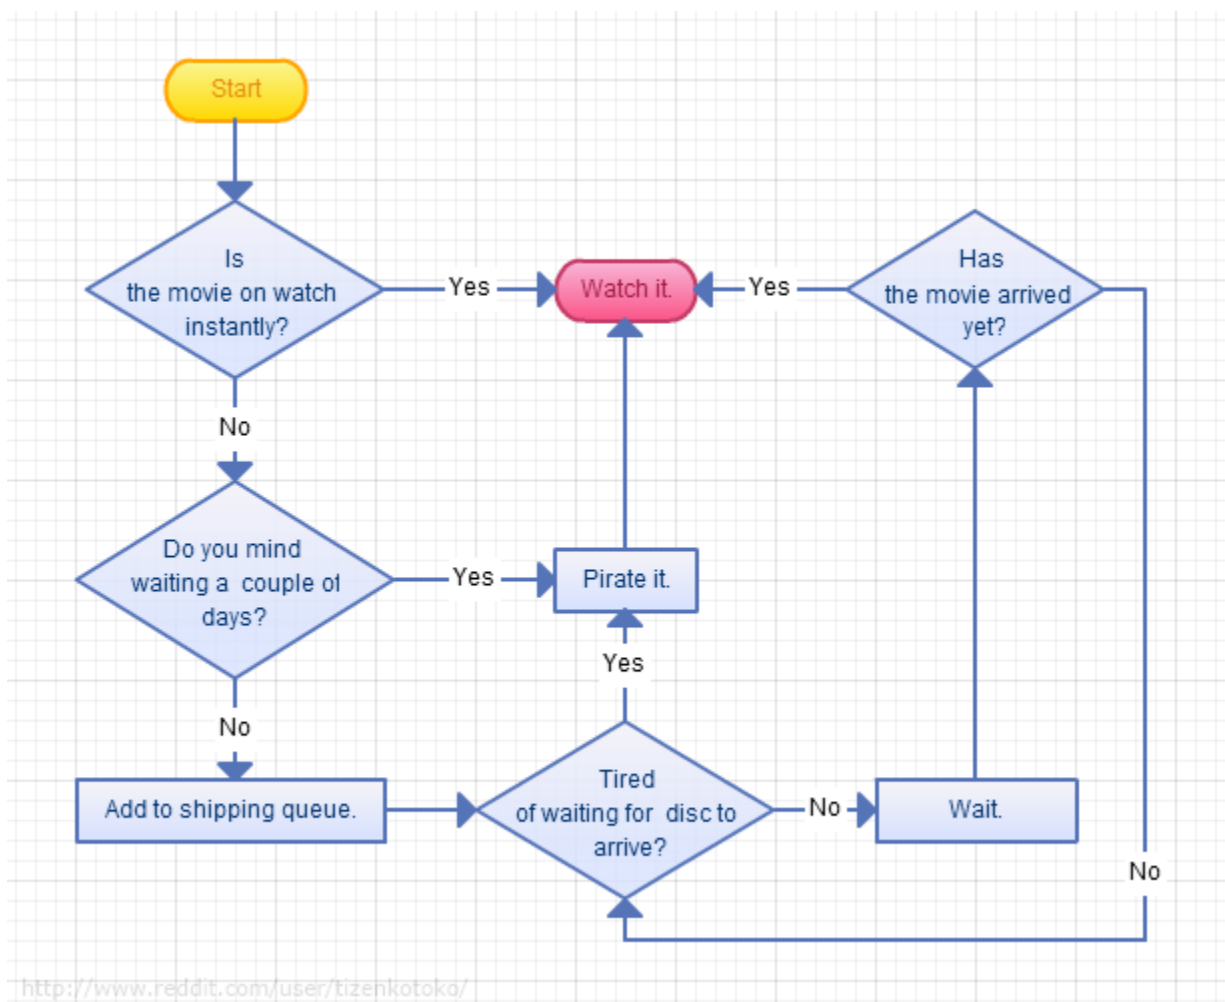 Start
Is
the movie on watch
instantly?
Yes
Watch it.
Yes
Has
the movie arrived
yet?
No
Do you mind
waiting a couple of
days?
Yes
Pirate it.
Yes
No
Add to shipping queue.
Tired
of waiting for disc to
arrive?
No
Wait.
No
http://www.reddit.com/user/tizenkotoko/